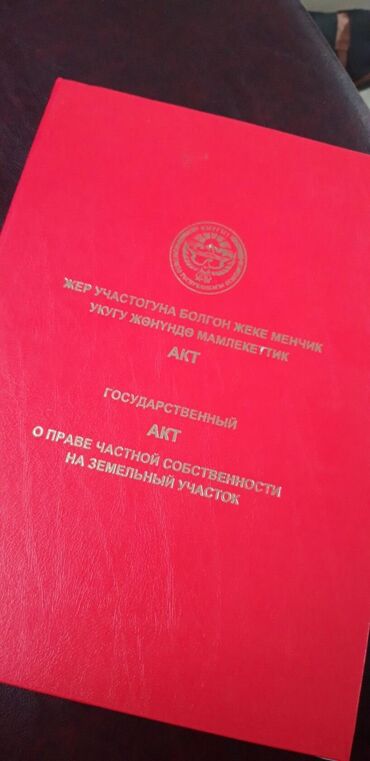 ЖЕР УЧАСТОГУНА БОЛГОН ЖЕКЕ МЕНЧИК
УКУГУ ЖӨНҮНДӨ МАМЛЕКЕТТИК
АКТ
ГОСУДАРСТВЕННЫЙ
АКТ
О ПРАВЕ ЧАСТНОЙ СОБСТВЕННОСТИ
НА ЗЕМЕЛЬНЫЙ УЧАСТОК